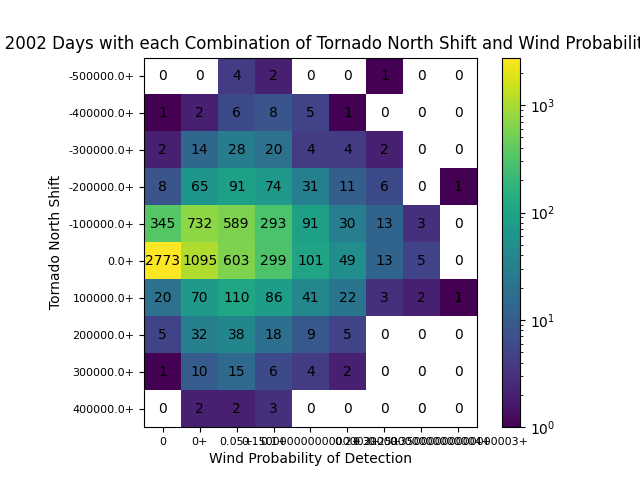 2002 Days with each Combination of Tornado North Shift and Wind Probabilit
-500000.0+ 0 0 4 2 0 0 1 0 0
-400000.0+ 1 2 6 8 5 1 0 0 0
-300000.0+ 2 14 28 20 4 4 2 0 0
-200000.0+ 8 65 91 74 31 11 6 0 1
-100000.0+ 345 732 589 293 91 30 13 3 0
0.0+ 2773 1095 603 299 101 49 13 5 0
100000.0+ 20 70 110 86 41 22 3 2 1
200000.0+ 5 32 38 18 9 5 0 0 0
300000.0+ 1 10 15 6 4 2 0 0 0
400000.0+ 0 2 2 3 0 0 0 0 0
0 0+
Wind Probability of Detection
Tornado North Shift
10³
10²
10¹
10⁰